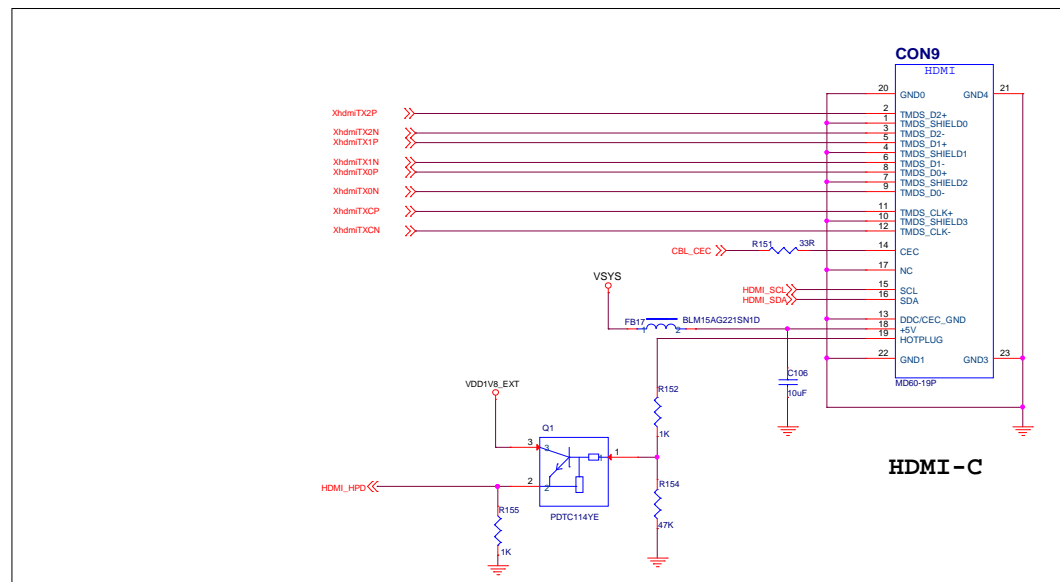 CON9
HDMI
20 GND0 GND4 21
XhdmiTX2P 2 TMDS_D2+
1 TMDS_SHIELD0
XhdmiTX2N 3 TMDS_D2-
XhdmiTX1P 5 TMDS_D1+
4 TMDS_SHIELD1
XhdmiTX1N 6 TMDS_D1-
XhdmiTX0P 8 TMDS_D0+
7 TMDS_SHIELD2
XhdmiTX0N 9 TMDS_D0-
XhdmiTXCP 11 TMDS_CLK+
10 TMDS_SHIELD3
XhdmiTXCN 12 TMDS_CLK-
CBL_CEC R151 33R 14 CEC
17 NC
VSYS
HDMI_SCL 15 SCL
HDMI_SDA 16 SDA
13 DDC/CEC_GND
FB17 1 2 BLM15AG221SN1D 18 +5V
19 HOTPLUG
22 GND1 GND3 23
C106
10uF
MD60-19P
VDD1V8_EXT
R152
1K
Q1
3 3 1
HDMI-C
HDMI_HPD 2 2
R154
47K
R155
1K
PDTC114YE